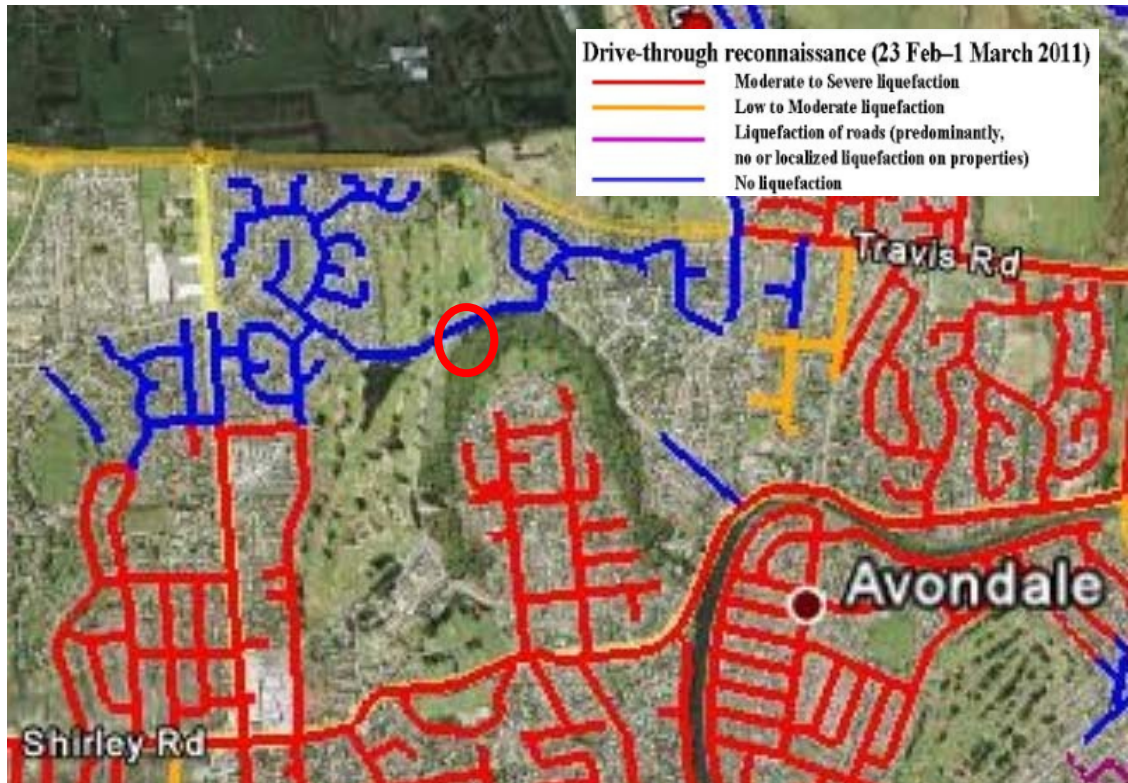 Drive-through reconnaissance (23 Feb–1 March 2011)
Moderate to Severe liquefaction
Low to Moderate liquefaction
Liquefaction of roads (predominantly,
no or localized liquefaction on properties)
No liquefaction
Travis Rd
Avondale
Shirley Rd